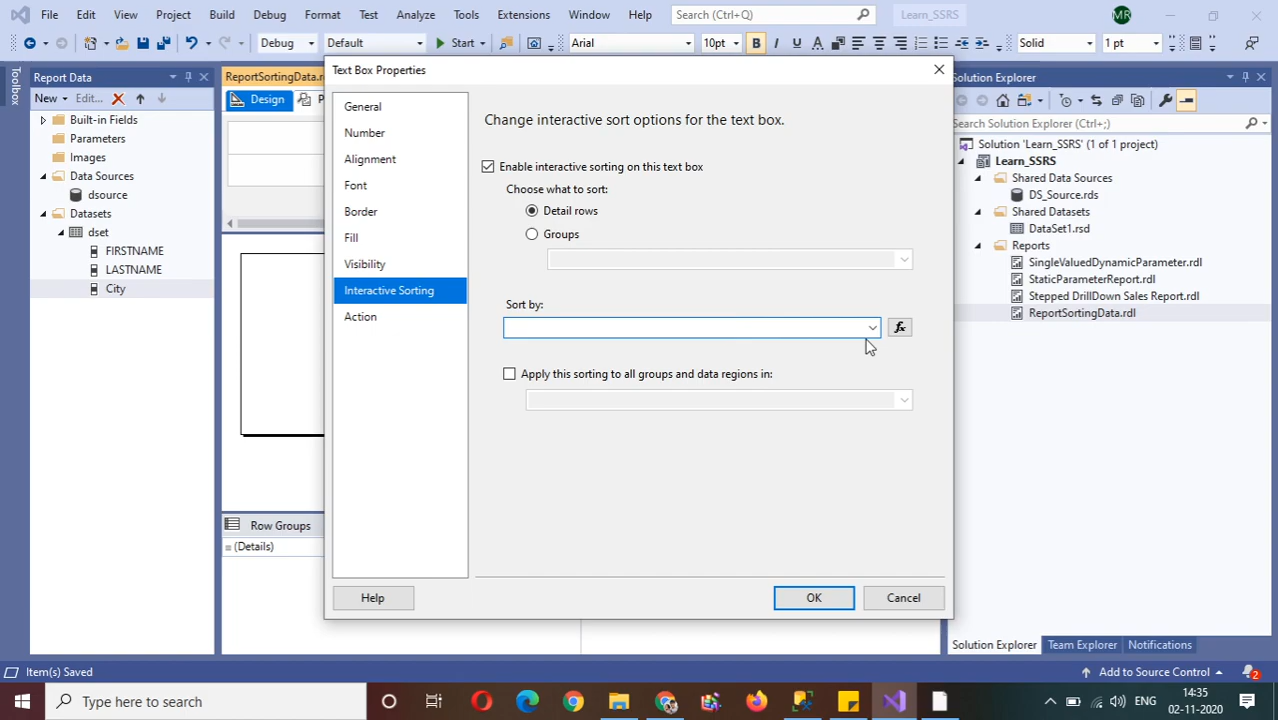 File Edit View Project Build Debug Format Test Analyze Tools Extensions Window Help Search (Ctrl+Q) Learn_SSRS MR
Debug Default Start Arial 10pt B I U A Solid 1 pt
Toolbox
Report Data
New Edit...
Built-in Fields
Parameters
Images
Data Sources
dsource
Datasets
dset
FIRSTNAME
LASTNAME
City
ReportSortingData.r
Design P
Row Groups
(Details)
Text Box Properties
General
Number
Alignment
Font
Border
Fill
Visibility
Interactive Sorting
Action
Change interactive sort options for the text box.
Enable interactive sorting on this text box
Choose what to sort:
Detail rows
Groups
Sort by:
fx
Apply this sorting to all groups and data regions in:
Help OK Cancel
Solution Explorer
Search Solution Explorer (Ctrl+;)
Solution 'Learn_SSRS' (1 of 1 project)
Learn_SSRS
Shared Data Sources
DS_Source.rds
Shared Datasets
DataSet1.rsd
Reports
SingleValuedDynamicParameter.rdl
StaticParameterReport.rdl
Stepped DrillDown Sales Report.rdl
ReportSortingData.rdl
Solution Explorer Team Explorer Notifications
Item(s) Saved Add to Source Control 2
Type here to search ENG 14:35
02-11-2020